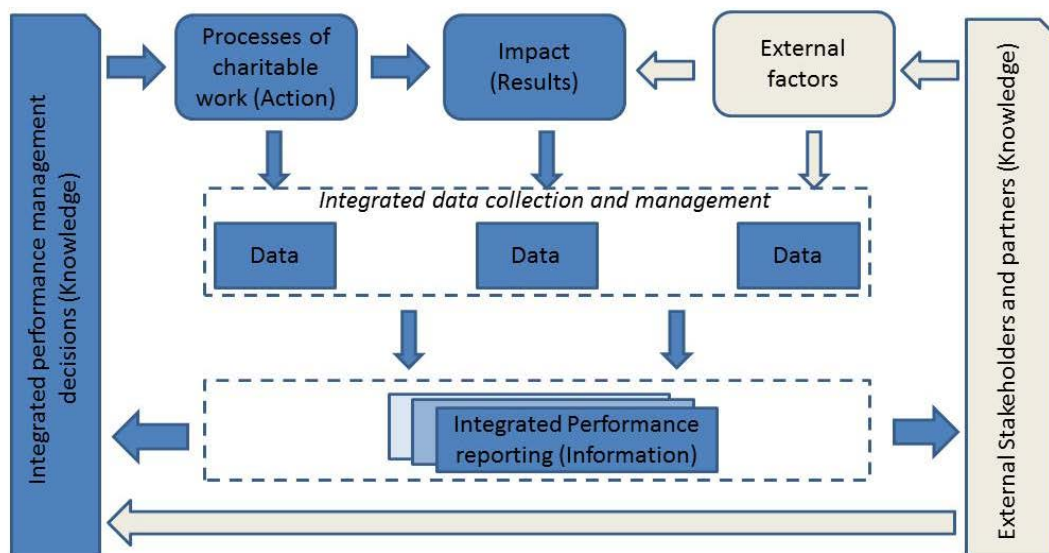 Integrated performance management
decisions (Knowledge)
Processes of
charitable
work (Action)
Impact
(Results)
External
factors
External Stakeholders and partners (Knowledge)
Integrated data collection and management
Data
Data
Data
Integrated Performance
reporting (Information)